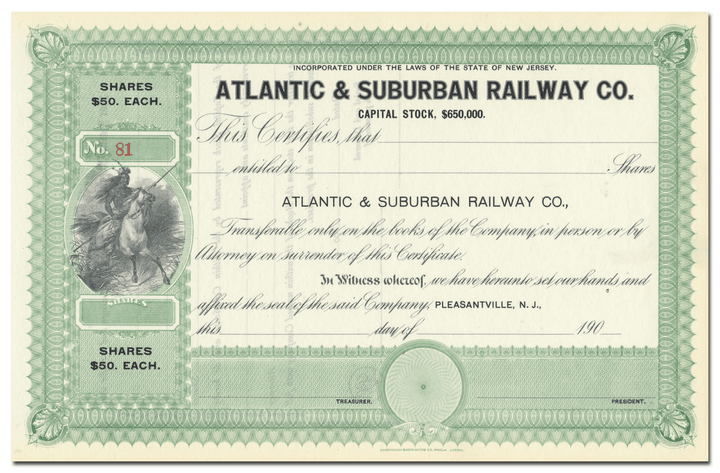 INCORPORATED UNDER THE LAWS OF THE STATE OF NEW JERSEY.
ATLANTIC & SUBURBAN RAILWAY CO.
CAPITAL STOCK, $650,000.
SHARES
$50. EACH.
No. 81
This Certifies, that
entitled to Shares
ATLANTIC & SUBURBAN RAILWAY CO.,
Transferable only on the books of the Company, in person or by
Attorney on surrender of this Certificate.
In Witness whereof, we have hereunto set our hands and
affixed the seal of the said Company, PLEASANTVILLE, N. J.,
this day of 190
SHARES
SHARES
$50. EACH.
TREASURER. PRESIDENT.